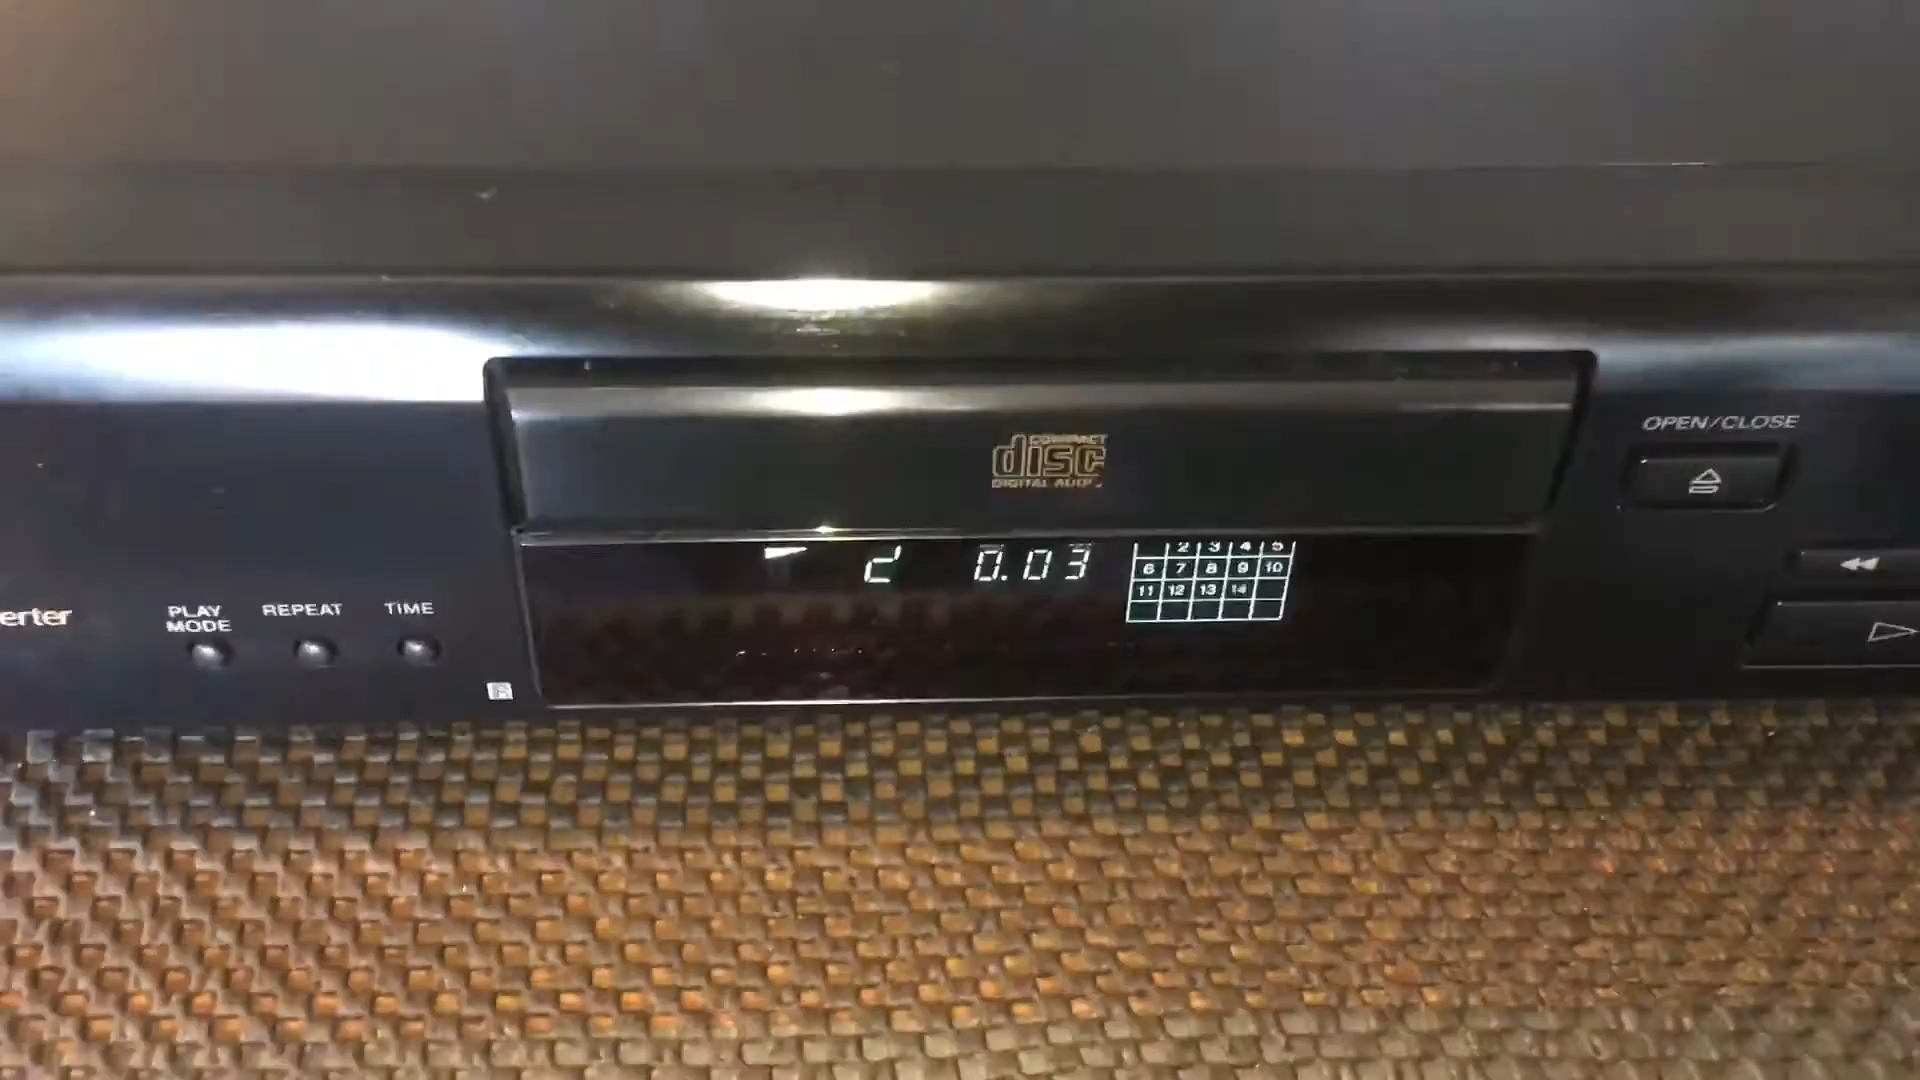 COMPACT
disc
DIGITAL AUDIO
OPEN/CLOSE
2 0.03
2 3 4 5
6 7 8 9 10
11 12 13 14
erter
PLAY MODE
REPEAT
TIME
R